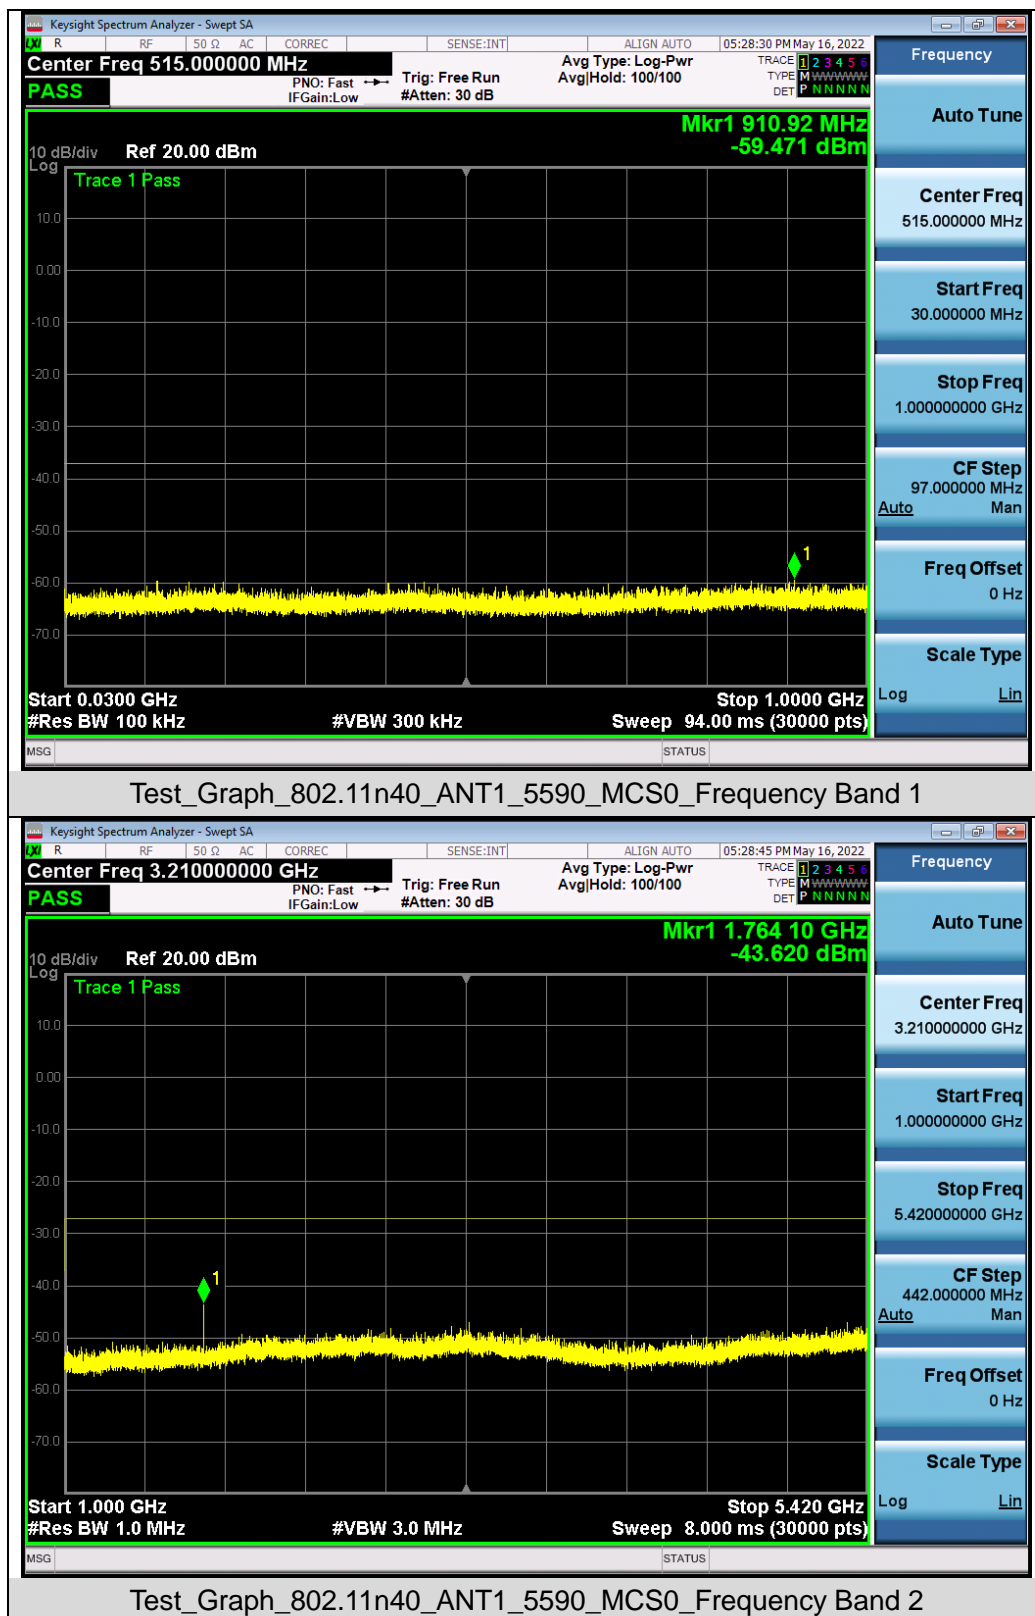 Keysight Spectrum Analyzer - Swept SA
LXI R RF 50 Ω AC CORREC SENSE:INT ALIGN AUTO 05:28:30 PM May 16, 2022
Center Freq 515.000000 MHz
PASS
PNO: Fast
IFGain:Low
Trig: Free Run
#Atten: 30 dB
Avg Type: Log-Pwr
Avg|Hold: 100/100
TRACE 1 2 3 4 5 6
TYPE M WWWWW
DET P N N N N N
Mkr1 910.92 MHz
-59.471 dBm
10 dB/div Ref 20.00 dBm
Log
Trace 1 Pass
10.0
0.00
-10.0
-20.0
-30.0
-40.0
-50.0
1
-60.0
-70.0
Start 0.0300 GHz Stop 1.0000 GHz
#Res BW 100 kHz #VBW 300 kHz Sweep 94.00 ms (30000 pts)
MSG STATUS
Frequency
Auto Tune
Center Freq
515.000000 MHz
Start Freq
30.000000 MHz
Stop Freq
1.000000000 GHz
CF Step
97.000000 MHz
Auto Man
Freq Offset
0 Hz
Scale Type
Log Lin
Test_Graph_802.11n40_ANT1_5590_MCS0_Frequency Band 1
Keysight Spectrum Analyzer - Swept SA
LXI R RF 50 Ω AC CORREC SENSE:INT ALIGN AUTO 05:28:45 PM May 16, 2022
Center Freq 3.210000000 GHz
PASS
PNO: Fast
IFGain:Low
Trig: Free Run
#Atten: 30 dB
Avg Type: Log-Pwr
Avg|Hold: 100/100
TRACE 1 2 3 4 5 6
TYPE M WWWWW
DET P N N N N N
Mkr1 1.764 10 GHz
-43.620 dBm
10 dB/div Ref 20.00 dBm
Log
Trace 1 Pass
10.0
0.00
-10.0
-20.0
-30.0
-40.0
1
-50.0
-60.0
-70.0
Start 1.000 GHz Stop 5.420 GHz
#Res BW 1.0 MHz #VBW 3.0 MHz Sweep 8.000 ms (30000 pts)
MSG STATUS
Frequency
Auto Tune
Center Freq
3.210000000 GHz
Start Freq
1.000000000 GHz
Stop Freq
5.420000000 GHz
CF Step
442.000000 MHz
Auto Man
Freq Offset
0 Hz
Scale Type
Log Lin
Test_Graph_802.11n40_ANT1_5590_MCS0_Frequency Band 2